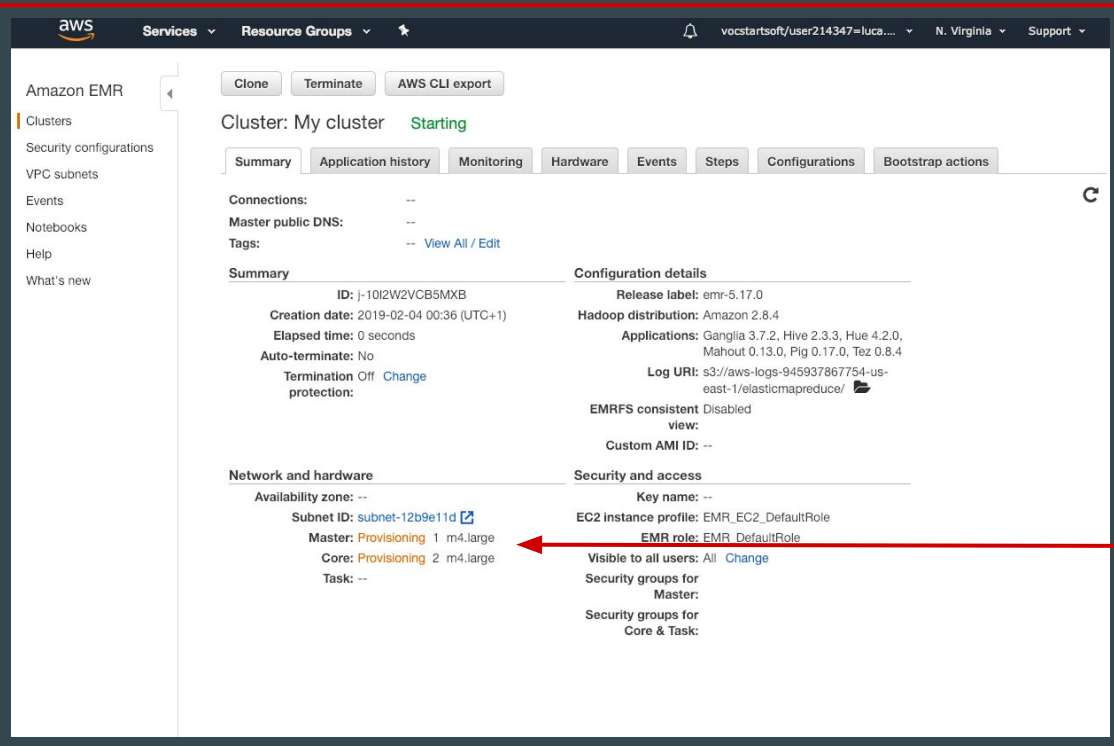 aws Services Resource Groups vocstartsoft/user214347=luca.... N. Virginia Support
Amazon EMR
Clusters
Security configurations
VPC subnets
Events
Notebooks
Help
What's new
Clone Terminate AWS CLI export
Cluster: My cluster Starting
Summary Application history Monitoring Hardware Events Steps Configurations Bootstrap actions
Connections: --
Master public DNS: --
Tags: -- View All / Edit
Summary
ID: j-10I2W2VCB5MXB
Creation date: 2019-02-04 00:36 (UTC+1)
Elapsed time: 0 seconds
Auto-terminate: No
Termination Off Change
protection:
Configuration details
Release label: emr-5.17.0
Hadoop distribution: Amazon 2.8.4
Applications: Ganglia 3.7.2, Hive 2.3.3, Hue 4.2.0,
Mahout 0.13.0, Pig 0.17.0, Tez 0.8.4
Log URI: s3://aws-logs-945937867754-us-
east-1/elasticmapreduce/
EMRFS consistent Disabled
view:
Custom AMI ID: --
Network and hardware
Availability zone: --
Subnet ID: subnet-12b9e11d
Master: Provisioning 1 m4.large
Core: Provisioning 2 m4.large
Task: --
Security and access
Key name: --
EC2 instance profile: EMR_EC2_DefaultRole
EMR role: EMR_DefaultRole
Visible to all users: All Change
Security groups for
Master:
Security groups for
Core & Task: